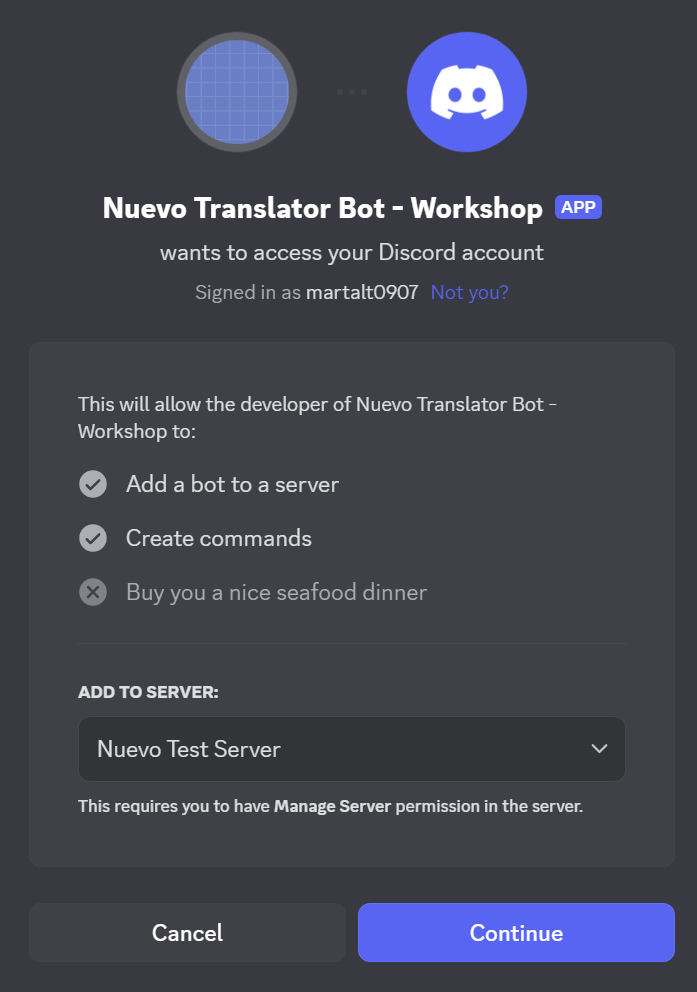 Nuevo Translator Bot - Workshop APP
wants to access your Discord account
Signed in as martalt0907 Not you?
This will allow the developer of Nuevo Translator Bot -
Workshop to:
Add a bot to a server
Create commands
Buy you a nice seafood dinner
ADD TO SERVER:
Nuevo Test Server
This requires you to have Manage Server permission in the server.
Cancel
Continue